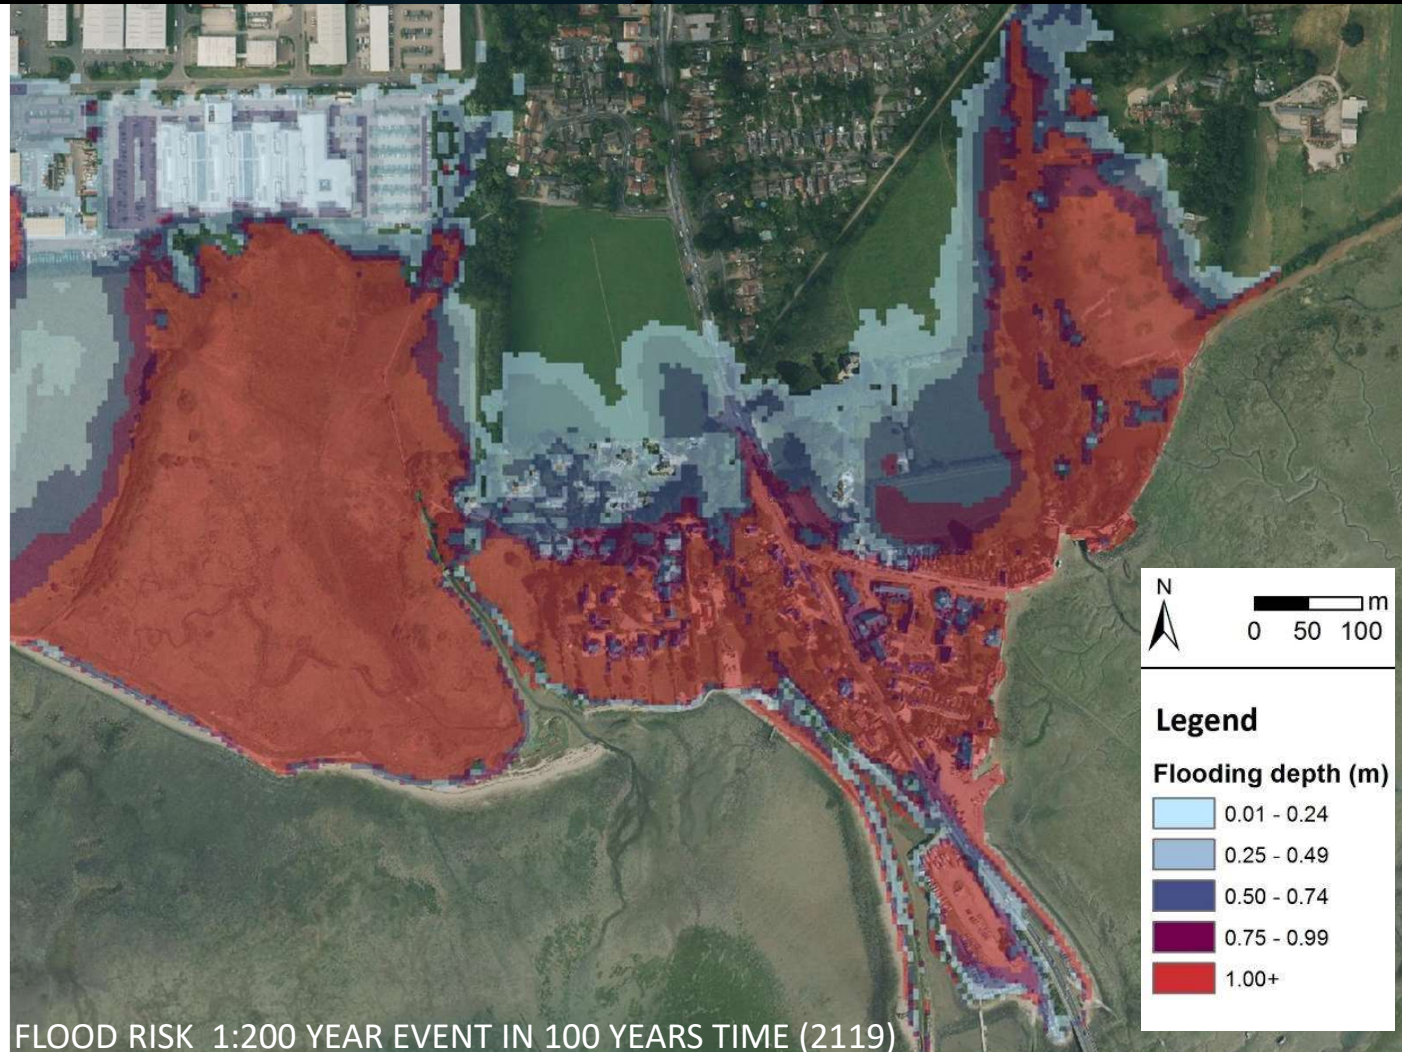 N
m
0 50 100
Legend
Flooding depth (m)
0.01 - 0.24
0.25 - 0.49
0.50 - 0.74
0.75 - 0.99
1.00+
FLOOD RISK 1:200 YEAR EVENT IN 100 YEARS TIME (2119)